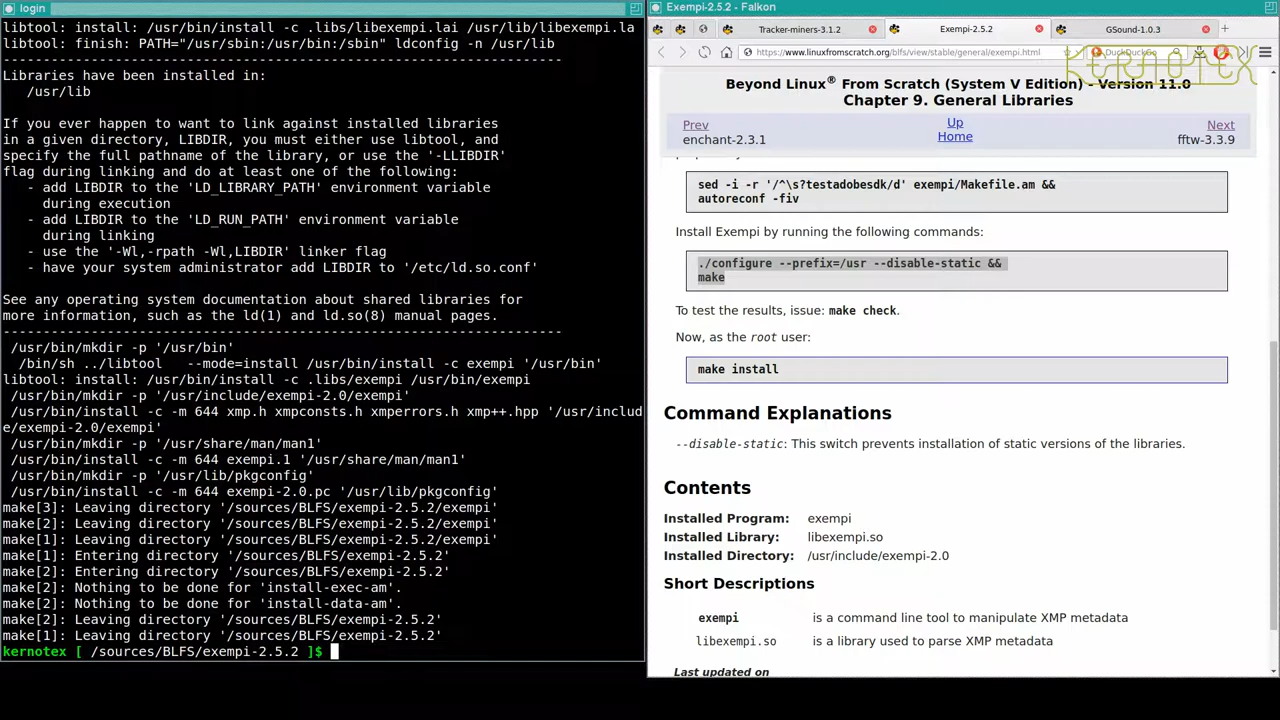 login
libtool: install: /usr/bin/install -c .libs/libexempi.lai /usr/lib/libexempi.la
libtool: finish: PATH="/usr/sbin:/usr/bin:/sbin" ldconfig -n /usr/lib
----------------------------------------------------------------------
Libraries have been installed in:
   /usr/lib
If you ever happen to want to link against installed libraries
in a given directory, LIBDIR, you must either use libtool, and
specify the full pathname of the library, or use the '-LLIBDIR'
flag during linking and do at least one of the following:
   - add LIBDIR to the 'LD_LIBRARY_PATH' environment variable
     during execution
   - add LIBDIR to the 'LD_RUN_PATH' environment variable
     during linking
   - use the '-Wl,-rpath -Wl,LIBDIR' linker flag
   - have your system administrator add LIBDIR to '/etc/ld.so.conf'
See any operating system documentation about shared libraries for
more information, such as the ld(1) and ld.so(8) manual pages.
----------------------------------------------------------------------
 /usr/bin/mkdir -p '/usr/bin'
  /bin/sh ../libtool   --mode=install /usr/bin/install -c exempi '/usr/bin'
libtool: install: /usr/bin/install -c .libs/exempi /usr/bin/exempi
 /usr/bin/mkdir -p '/usr/include/exempi-2.0/exempi'
 /usr/bin/install -c -m 644 xmp.h xmpconsts.h xmperrors.h xmp++.hpp '/usr/includ
e/exempi-2.0/exempi'
 /usr/bin/mkdir -p '/usr/share/man/man1'
 /usr/bin/install -c -m 644 exempi.1 '/usr/share/man/man1'
 /usr/bin/mkdir -p '/usr/lib/pkgconfig'
 /usr/bin/install -c -m 644 exempi-2.0.pc '/usr/lib/pkgconfig'
make[3]: Leaving directory '/sources/BLFS/exempi-2.5.2/exempi'
make[2]: Leaving directory '/sources/BLFS/exempi-2.5.2/exempi'
make[1]: Leaving directory '/sources/BLFS/exempi-2.5.2/exempi'
make[1]: Entering directory '/sources/BLFS/exempi-2.5.2'
make[2]: Entering directory '/sources/BLFS/exempi-2.5.2'
make[2]: Nothing to be done for 'install-exec-am'.
make[2]: Nothing to be done for 'install-data-am'.
make[2]: Leaving directory '/sources/BLFS/exempi-2.5.2'
make[1]: Leaving directory '/sources/BLFS/exempi-2.5.2'
kernotex [ /sources/BLFS/exempi-2.5.2 ]$
Exempi-2.5.2 - Falkon
Tracker-miners-3.1.2 Exempi-2.5.2 GSound-1.0.3
https://www.linuxfromscratch.org/blfs/view/stable/general/exempi.html DuckDuckGo
KERNOTEX
Beyond Linux® From Scratch (System V Edition) - Version 11.0
Chapter 9. General Libraries
Prev Up Next
enchant-2.3.1 Home fftw-3.3.9
sed -i -r '/^\s?testadobesdk/d' exempi/Makefile.am &&
autoreconf -fiv
Install Exempi by running the following commands:
./configure --prefix=/usr --disable-static &&
make
To test the results, issue: make check.
Now, as the root user:
make install
Command Explanations
--disable-static: This switch prevents installation of static versions of the libraries.
Contents
Installed Program: exempi
Installed Library: libexempi.so
Installed Directory: /usr/include/exempi-2.0
Short Descriptions
exempi is a command line tool to manipulate XMP metadata
libexempi.so is a library used to parse XMP metadata
Last updated on